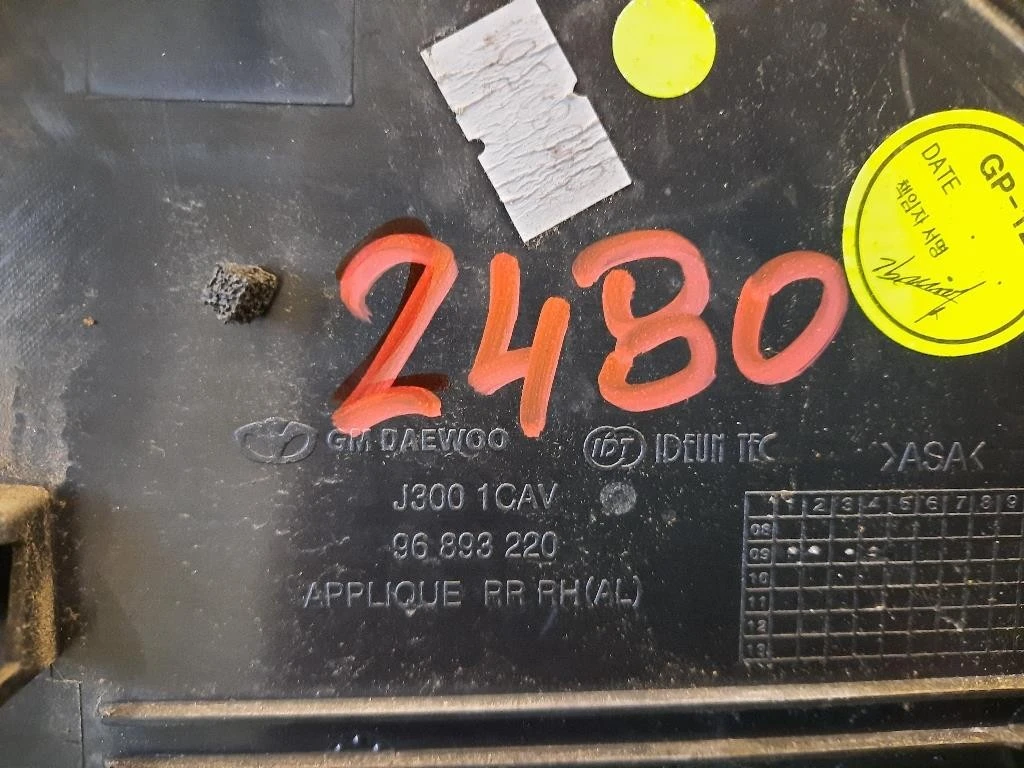 GP-12
DATE
책임자 서명
2480
GM DAEWOO
IDT IDEUN TEC
>ASA<
J300 1CAV
96 893 220
APPLIQUE RR RH(AL)
1 2 3 4 5 6 7 8 9
08
09
10
11
12
13